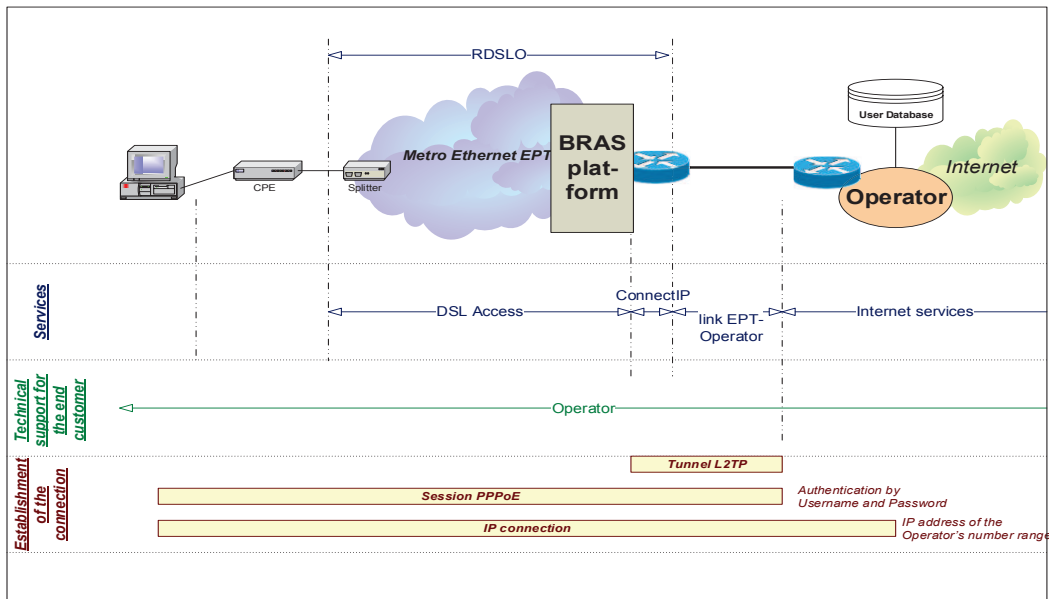 RDSLO
User Database
Metro Ethernet EPT
BRAS
plat-
form
Internet
CPE
Splitter
Operator
Services
ConnectIP
DSL Access
link EPT-
Operator
Internet services
Technical
support for
the end
customer
Operator
Establishment
of the
connection
Tunnel L2TP
Session PPPoE
Authentication by
Username and Password
IP connection
IP address of the
Operator's number range